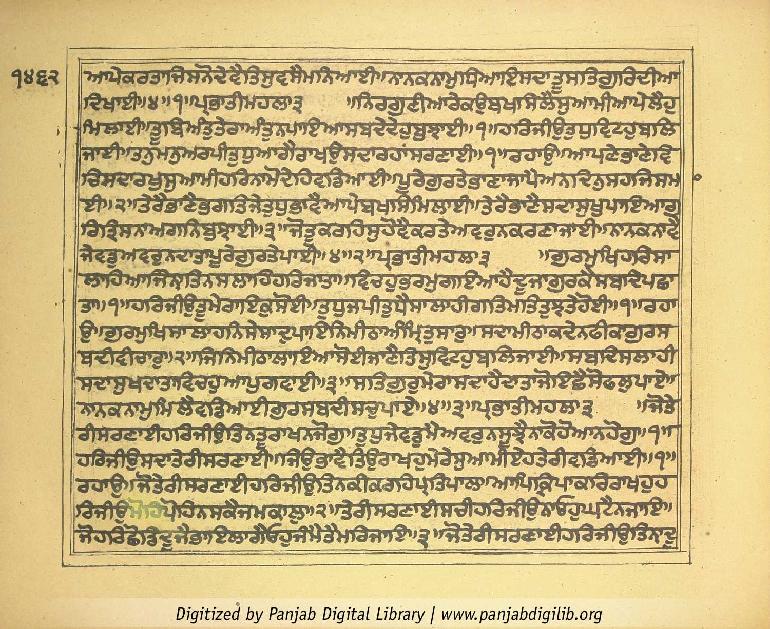 ੧੪੬੨
ਆਪੇਕਰਤਾਜਿਸਨੋਦੇਵੈਤਿਸੁਵਸੈਮਨਿਆਈ॥ਨਾਨਕਨਾਮੁਧਿਆਇਸਦਾਤੂਸਤਿਗੁਰਿਦੀਆ
ਦਿਖਾਈ॥੪॥੧॥ਪ੍ਰਭਾਤੀਮਹਲਾ੩ ॥ਨਿਰਗੁਣੀਆਰੇਕਉਬਖਸਿਲੈਸੁਆਮੀਆਪੇਲੈਹੁ
ਮਿਲਾਈ॥ਤੂਬਿਅੰਤੁਤੇਰਾਅੰਤੁਨਪਾਇਆਸਬਦੇਦੇਹੁਬੁਝਾਈ॥੧॥ਹਰਿਜੀਉਤੁਧੁਵਿਟਹੁਬਲਿ
ਜਾਈ॥ਤਨੁਮਨੁਅਰਪੀਤੁਧੁਆਗੈਰਾਖਉਸਦਾਰਹਾਂਸਰਣਾਈ॥੧॥ਰਹਾਉ॥ਆਪਣੇਭਾਣੇਵਿ
ਚਿਸਦਾਰਖੁਸੁਆਮੀਹਰਿਨਾਮੋਦੇਹਿਵਡਿਆਈ॥ਪੂਰੇਗੁਰਤੇਭਾਣਾਜਾਪੈਅਨਦਿਨੁਸਹਜਿਸਮ
ਈ॥੨॥ਤੇਰੈਭਾਣੈਭਗਤਿਜੇਤੁਧੁਭਾਵੈਆਪੇਬਖਸਿਮਿਲਾਈ॥ਤੇਰੈਭਾਣੈਸਦਾਸੁਖੁਪਾਇਆਗੁ
ਰਿਤ੍ਰਿਸਨਾਅਗਨਿਬੁਝਾਈ॥੩॥ਜੋਤੂਕਰਹਿਸੁਹੋਵੈਕਰਤੇਅਵਰੁਨਕਰਣਾਜਾਈ॥ਨਾਨਕਨਾਵੈ
ਜੇਵਡੁਅਵਰੁਨਦਾਤਾਪੂਰੇਗੁਰਤੇਪਾਈ॥੪॥੨॥ਪ੍ਰਭਾਤੀਮਹਲਾ੩ ॥ਗੁਰਮੁਖਿਹਰਿਸਾ
ਲਾਹਿਆਜਿੰਨਾਤਿਨਸਲਾਹਿਹਰਿਜਾਤਾ॥ਵਿਚਹੁਭਰਮੁਗਇਆਹੈਦੂਜਾਗੁਰਕੈਸਬਦਿਪਛਾ
ਤਾ॥੧॥ਹਰਿਜੀਉਤੂਮੇਰਾਇਕੁਸੋਈ॥ਤੁਧੁਜਪੀਤੁਧੈਸਾਲਾਹੀਗਤਿਮਤਿਤੁਝਤੇਹੋਈ॥੧॥ਰਹਾ
ਉ॥ਗੁਰਮੁਖਿਸਾਲਾਹਨਿਸੇਸਾਦੁਪਾਇਨਿਮੀਠਾਅੰਮ੍ਰਿਤੁਸਾਰੁ॥ਸਦਾਮੀਠਾਕਦੇਨਫੀਕਾਗੁਰਸ
ਬਦੀਵੀਚਾਰੁ॥੨॥ਜਿਨਿਮੀਠਾਲਾਇਆਸੋਈਜਾਣੈਤਿਸੁਵਿਟਹੁਬਲਿਜਾਈ॥ਸਬਦਿਸਲਾਹੀ
ਸਦਾਸੁਖਦਾਤਾਵਿਚਹੁਆਪੁਗਵਾਈ॥੩॥ਸਤਿਗੁਰੁਮੇਰਾਸਦਾਹੈਦਾਤਾਜੋਇਛੈਸੋਫਲੁਪਾਏ॥
ਨਾਨਕਨਾਮੁਮਿਲੈਵਡਿਆਈਗੁਰਸਬਦੀਸਚੁਪਾਏ॥੪॥੩॥ਪ੍ਰਭਾਤੀਮਹਲਾ੩ ॥ਜੋਤੇ
ਰੀਸਰਣਾਈਹਰਿਜੀਉਤਿਨਤੂਰਾਖਨਜੋਗੁ॥ਤੁਧੁਜੇਵਡੁਮੈਅਵਰੁਨਸੂਝੈਨਾਕੋਹੋਆਨਹੋਗੁ॥੧॥
ਹਰਿਜੀਉਸਦਾਤੇਰੀਸਰਣਾਈ॥ਜਿਉਭਾਵੈਤਿਉਰਾਖਹੁਮੇਰੇਸੁਆਮੀਏਹਤੇਰੀਵਡਿਆਈ॥੧॥
ਰਹਾਉ॥ਜੋਤੇਰੀਸਰਣਾਈਹਰਿਜੀਉਤਿਨਕੀਕਰਹਿਪ੍ਰਤਿਪਾਲਾ॥ਆਪਿਕ੍ਰਿਪਾਕਰਿਰਾਖਹੁਹ
ਰਿਜੀਉਪੋਹਿਨਸਕੈਜਮਕਾਲੁ॥੨॥ਤੇਰੀਸਰਣਾਈਸਚੀਹਰਿਜੀਉਨਓਹੁਘਟੈਨਜਾਇ॥
ਜੋਹਰਿਛੋਡਿਦੂਜੈਭਾਇਲਾਗੈਓਹੁਜੰਮੈਤੈਮਰਿਜਾਇ॥੩॥ਜੋਤੇਰੀਸਰਣਾਈਹਰਿਜੀਉਤਿਨਾਦੂ
Digitized by Panjab Digital Library | www.panjabdigilib.org